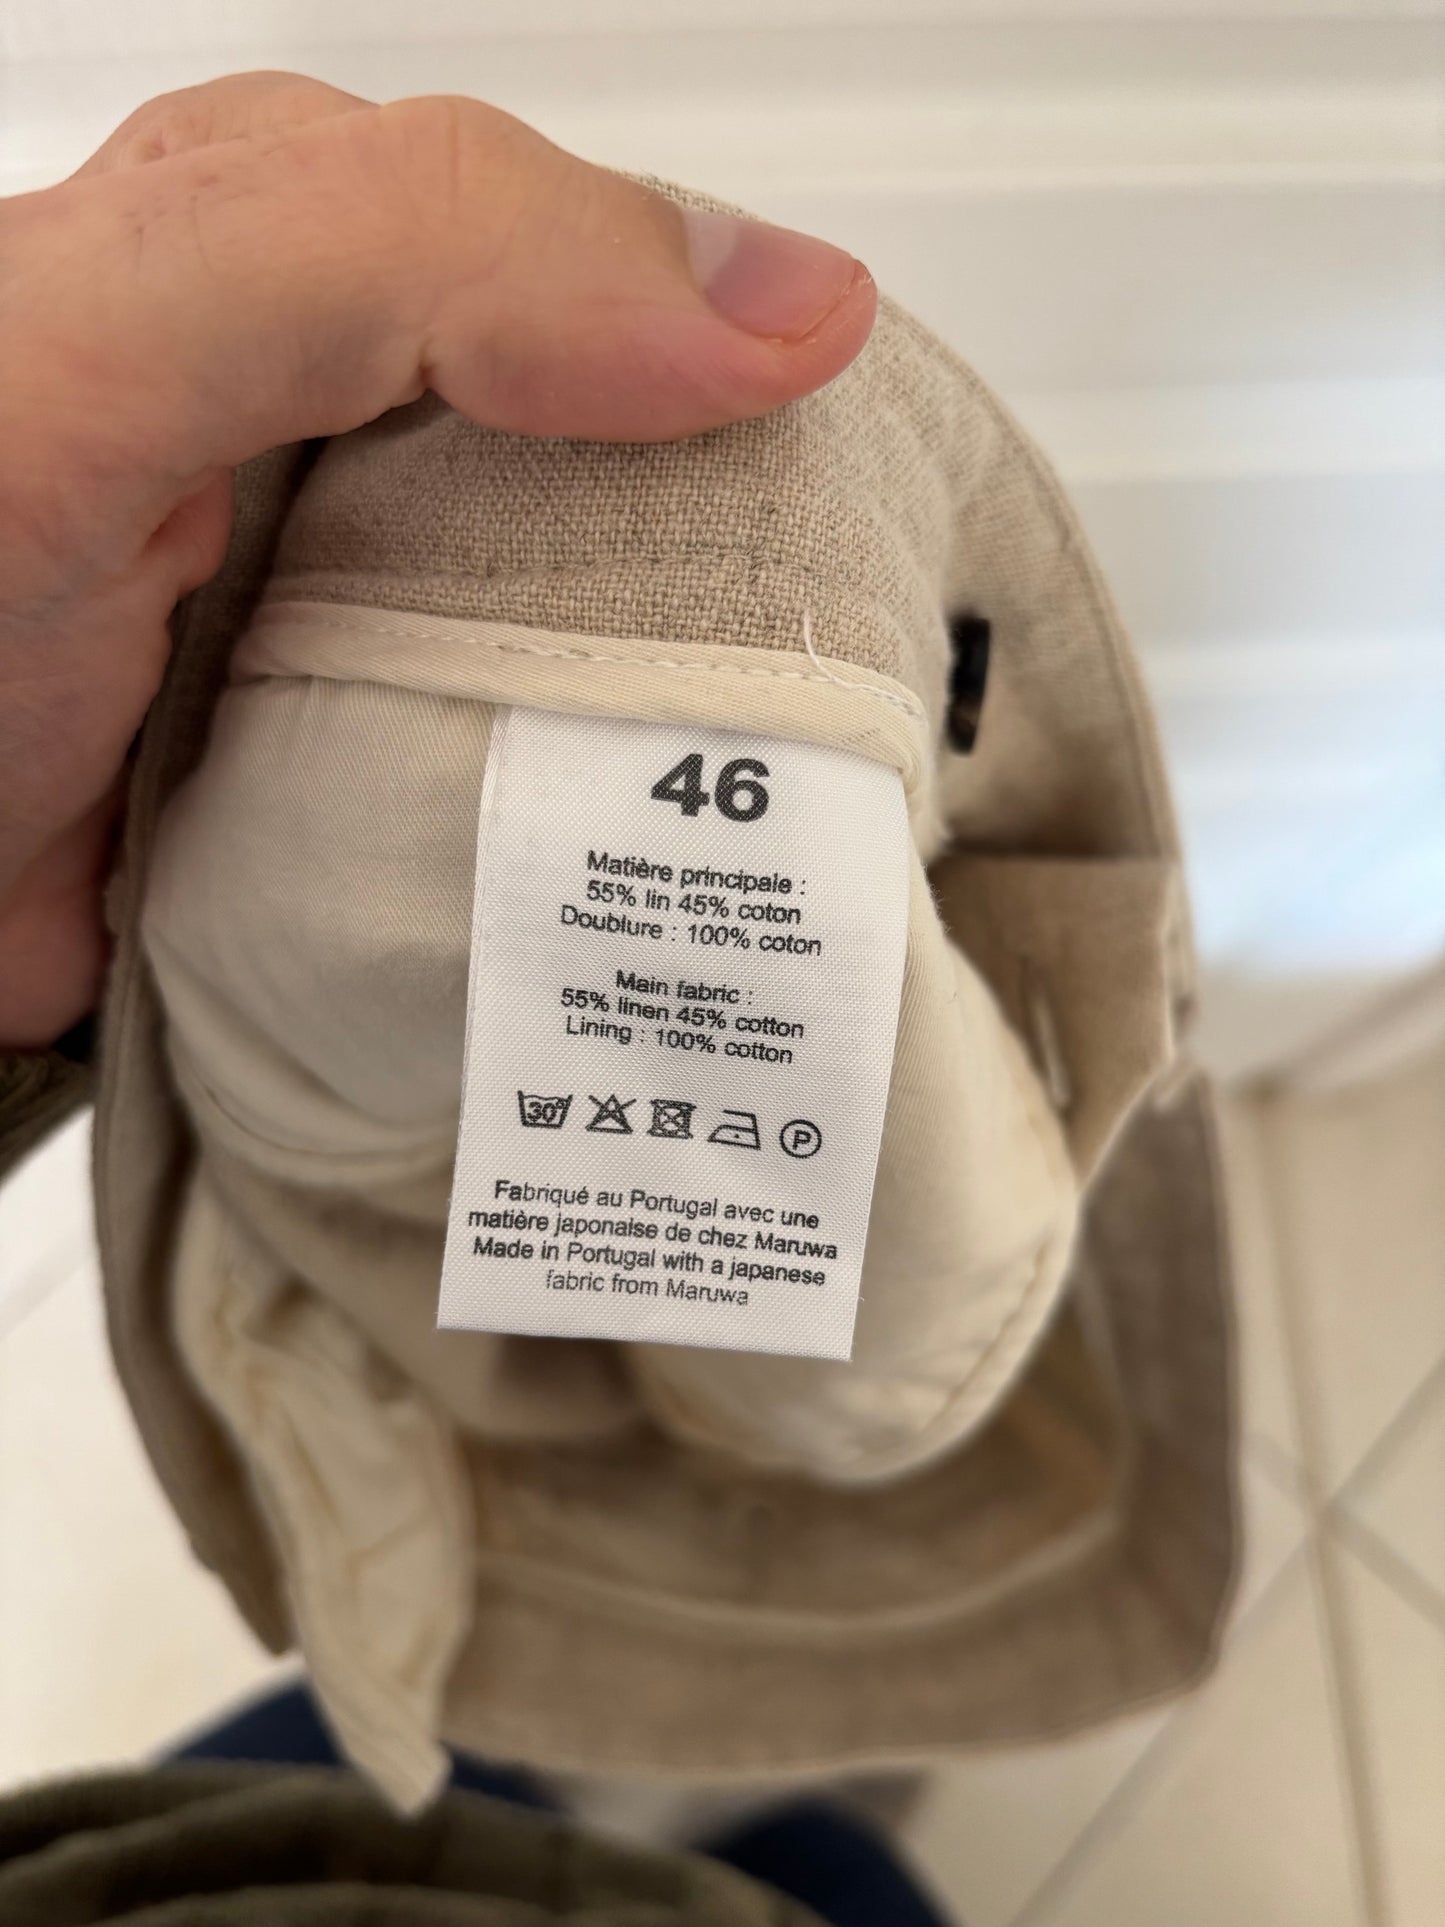 46
Matière principale :
55% lin 45% coton
Doublure : 100% coton
Main fabric :
55% linen 45% cotton
Lining : 100% cotton
30° P
Fabriqué au Portugal avec une
matière japonaise de chez Maruwa
Made in Portugal with a japanese
fabric from Maruwa